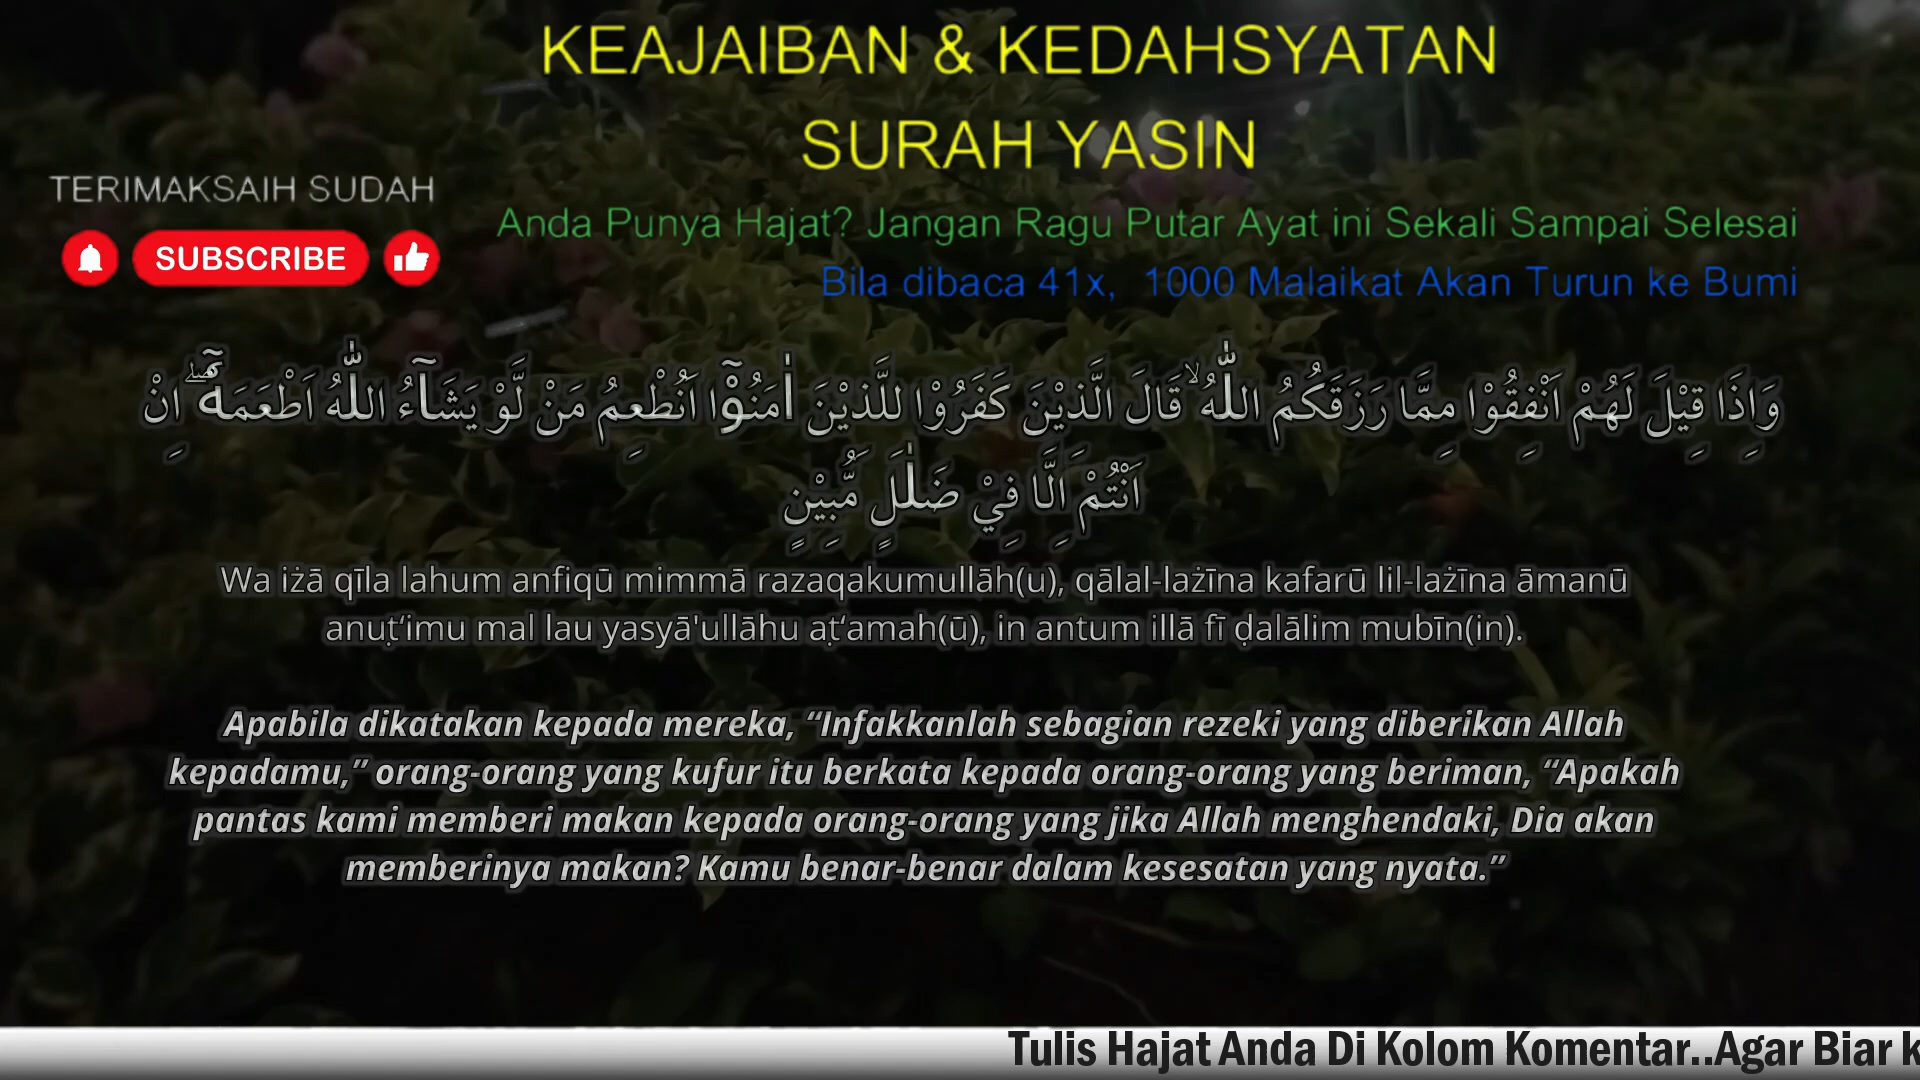 KEAJAIBAN & KEDAHSYATAN
SURAH YASIN
TERIMAKSAIH SUDAH
SUBSCRIBE
Anda Punya Hajat? Jangan Ragu Putar Ayat ini Sekali Sampai Selesai
Bila dibaca 41x, 1000 Malaikat Akan Turun ke Bumi
وَاِذَا قِيْلَ لَهُمْ اَنْفِقُوْا مِمَّا رَزَقَكُمُ اللّٰهُ ۙقَالَ الَّذِيْنَ كَفَرُوْا لِلَّذِيْنَ اٰمَنُوْٓا اَنُطْعِمُ مَنْ لَّوْ يَشَاۤءُ اللّٰهُ اَطْعَمَهٗٓ ۖاِنْ
اَنْتُمْ اِلَّا فِيْ ضَلٰلٍ مُّبِيْنٍ
Wa iżā qīla lahum anfiqū mimmā razaqakumullāh(u), qālal-lażīna kafarū lil-lażīna āmanū
anuṭ‘imu mal lau yasyā'ullāhu aṭ‘amah(ū), in antum illā fī ḍalālim mubīn(in).
Apabila dikatakan kepada mereka, “Infakkanlah sebagian rezeki yang diberikan Allah
kepadamu,” orang-orang yang kufur itu berkata kepada orang-orang yang beriman, “Apakah
pantas kami memberi makan kepada orang-orang yang jika Allah menghendaki, Dia akan
memberinya makan? Kamu benar-benar dalam kesesatan yang nyata.”
Tulis Hajat Anda Di Kolom Komentar..Agar Biar k